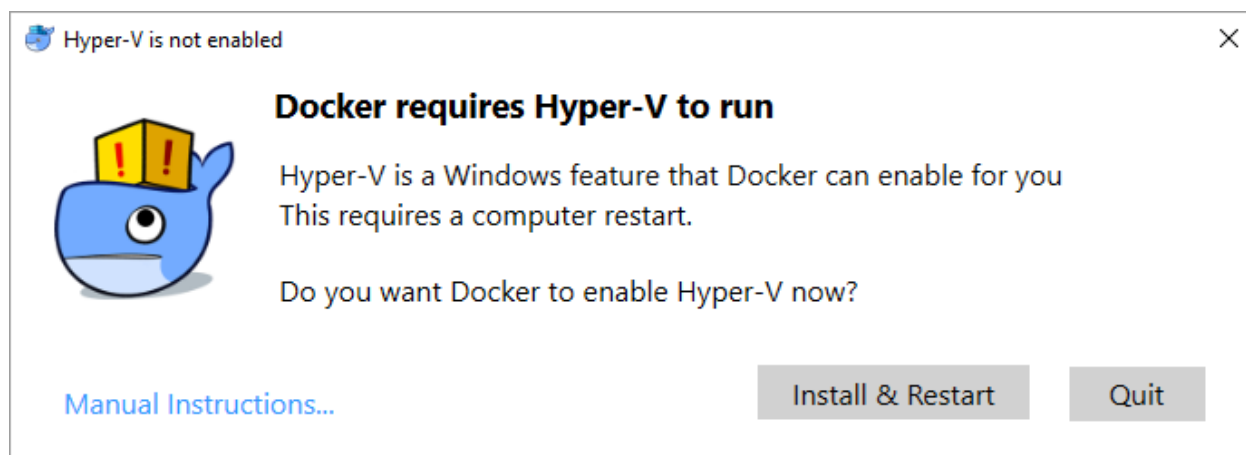 Hyper-V is not enabled
Docker requires Hyper-V to run
Hyper-V is a Windows feature that Docker can enable for you
This requires a computer restart.
Do you want Docker to enable Hyper-V now?
Manual Instructions...
Install & Restart
Quit